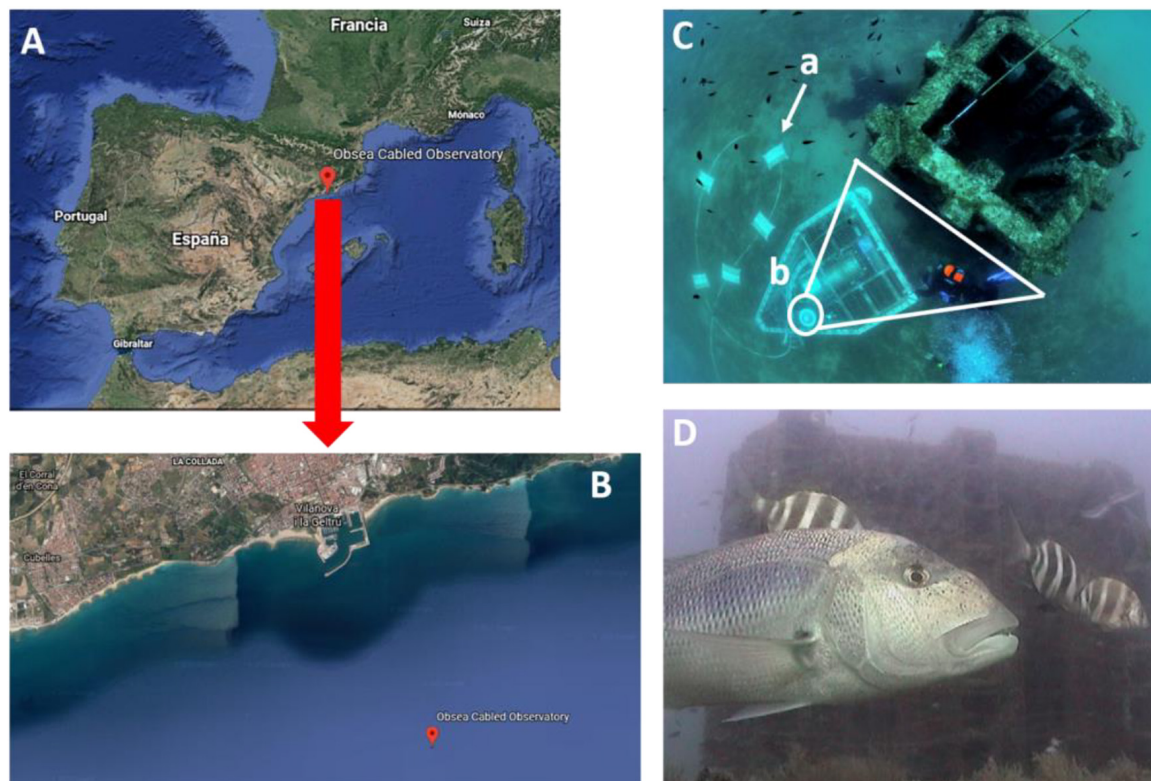 A
Francia
Suiza
Mónaco
Obsea Cabled Observatory
Portugal
España
Gibraltar
B
LA COLLADA
El Corral
d'en Cona
Vilanova
i la Geltrú
Cubelles
Obsea Cabled Observatory
C
a
b
D